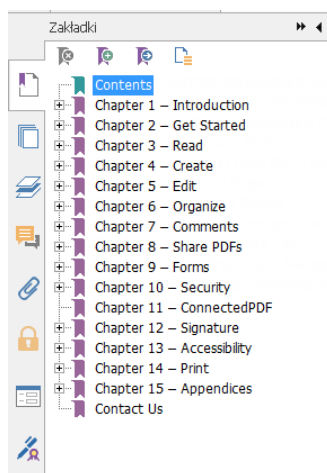 Zakładki
Contents
Chapter 1 – Introduction
Chapter 2 – Get Started
Chapter 3 – Read
Chapter 4 – Create
Chapter 5 – Edit
Chapter 6 – Organize
Chapter 7 – Comments
Chapter 8 – Share PDFs
Chapter 9 – Forms
Chapter 10 – Security
Chapter 11 – ConnectedPDF
Chapter 12 – Signature
Chapter 13 – Accessibility
Chapter 14 – Print
Chapter 15 – Appendices
Contact Us